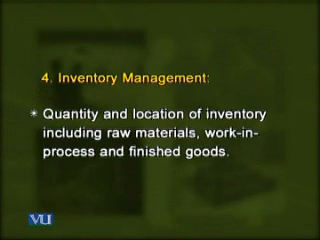 4. Inventory Management:
✴ Quantity and location of inventory
including raw materials, work-in-
process and finished goods.
VU